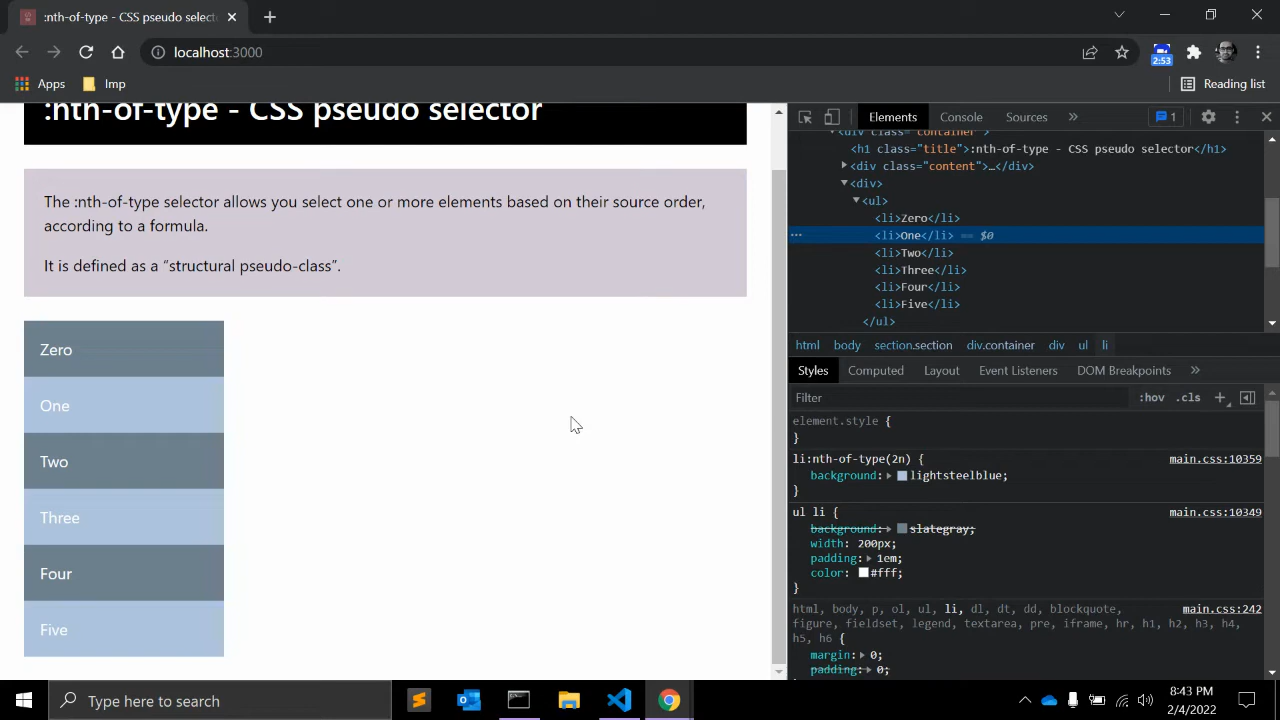 :nth-of-type - CSS pseudo select
localhost:3000
2:53
Apps
Imp
Reading list
:nth-of-type - CSS pseudo selector
The :nth-of-type selector allows you select one or more elements based on their source order,
according to a formula.
It is defined as a “structural pseudo-class”.
Zero
One
Two
Three
Four
Five
Elements
Console
Sources
1
<div class="container">
<h1 class="title">:nth-of-type - CSS pseudo selector</h1>
<div class="content">…</div>
<div>
<ul>
<li>Zero</li>
<li>One</li> == $0
<li>Two</li>
<li>Three</li>
<li>Four</li>
<li>Five</li>
</ul>
html body section.section div.container div ul li
Styles Computed Layout Event Listeners DOM Breakpoints
Filter
:hov .cls
element.style {
}
li:nth-of-type(2n) { main.css:10359
background: lightsteelblue;
}
ul li { main.css:10349
background: slategray;
width: 200px;
padding: 1em;
color: #fff;
}
html, body, p, ol, ul, li, dl, dt, dd, blockquote, main.css:242
figure, fieldset, legend, textarea, pre, iframe, hr, h1, h2, h3, h4,
h5, h6 {
margin: 0;
padding: 0;
Type here to search
8:43 PM
2/4/2022